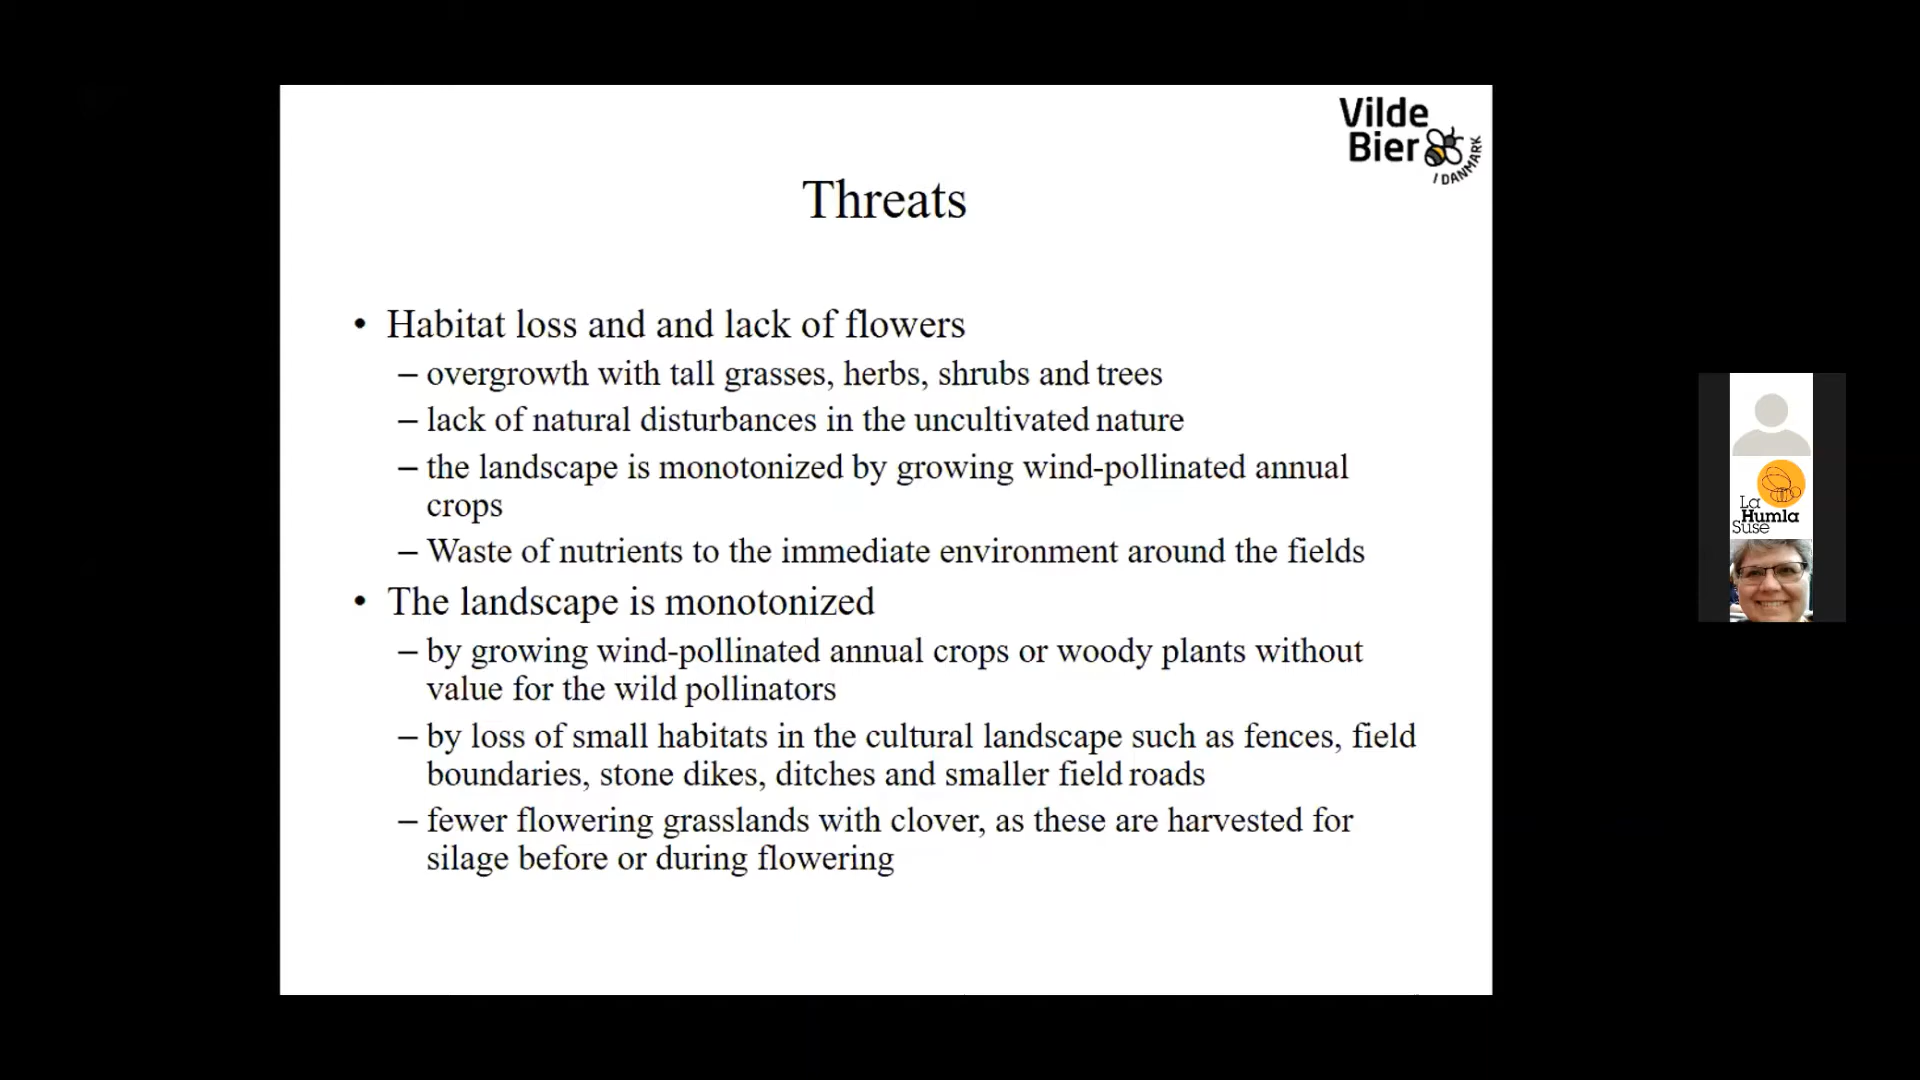 Vilde
Bier
I DANMARK
Threats
• Habitat loss and and lack of flowers
– overgrowth with tall grasses, herbs, shrubs and trees
– lack of natural disturbances in the uncultivated nature
– the landscape is monotonized by growing wind-pollinated annual
crops
– Waste of nutrients to the immediate environment around the fields
• The landscape is monotonized
– by growing wind-pollinated annual crops or woody plants without
value for the wild pollinators
– by loss of small habitats in the cultural landscape such as fences, field
boundaries, stone dikes, ditches and smaller field roads
– fewer flowering grasslands with clover, as these are harvested for
silage before or during flowering
La
Humla
Suse